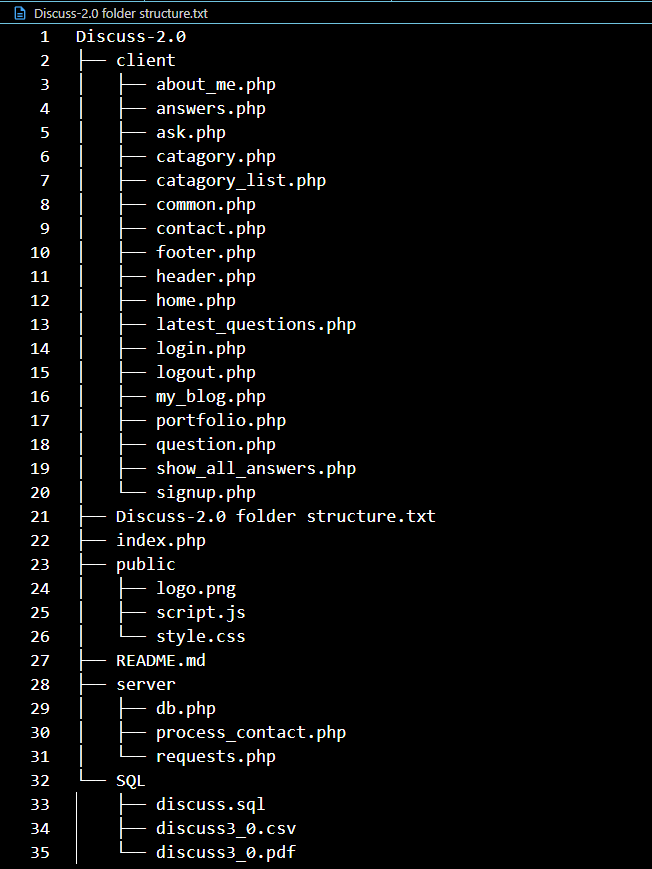 Discuss-2.0 folder structure.txt
1 Discuss-2.0
2 ├── client
3 │   ├── about_me.php
4 │   ├── answers.php
5 │   ├── ask.php
6 │   ├── catagory.php
7 │   ├── catagory_list.php
8 │   ├── common.php
9 │   ├── contact.php
10 │   ├── footer.php
11 │   ├── header.php
12 │   ├── home.php
13 │   ├── latest_questions.php
14 │   ├── login.php
15 │   ├── logout.php
16 │   ├── my_blog.php
17 │   ├── portfolio.php
18 │   ├── question.php
19 │   ├── show_all_answers.php
20 │   └── signup.php
21 ├── Discuss-2.0 folder structure.txt
22 ├── index.php
23 ├── public
24 │   ├── logo.png
25 │   ├── script.js
26 │   └── style.css
27 ├── README.md
28 ├── server
29 │   ├── db.php
30 │   ├── process_contact.php
31 │   └── requests.php
32 └── SQL
33     ├── discuss.sql
34     ├── discuss3_0.csv
35     └── discuss3_0.pdf